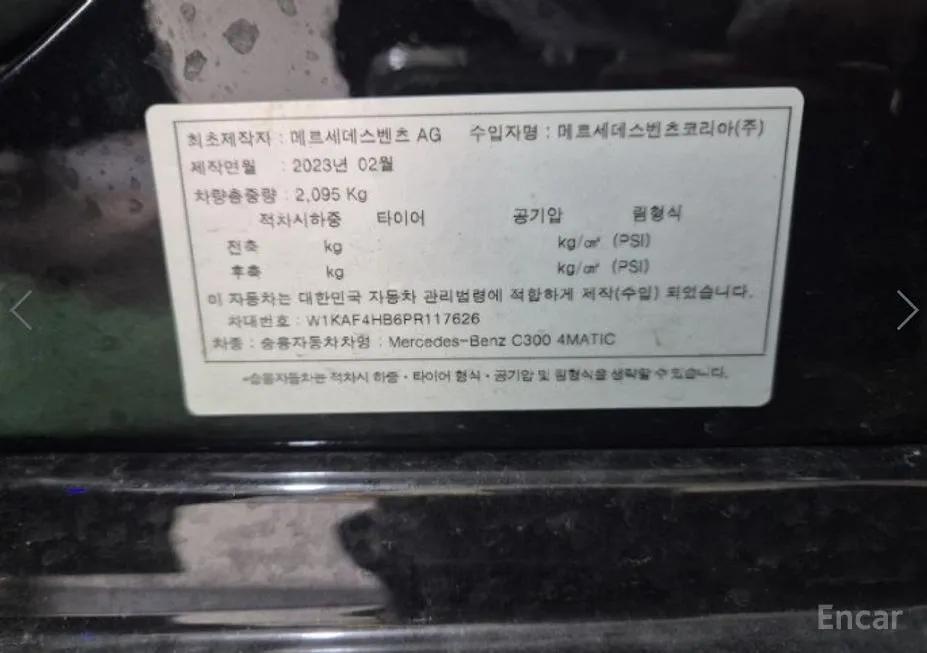 최초제작자 : 메르세데스벤츠 AG 수입자명 : 메르세데스벤츠코리아(주)
제작연월 : 2023년 02월
차량총중량 : 2,095 Kg
적차시하중 타이어 공기압 림형식
전축 kg kg/㎠ (PSI)
후축 kg kg/㎠ (PSI)
이 자동차는 대한민국 자동차 관리법령에 적합하게 제작(수입) 되었습니다.
차대번호 : W1KAF4HB6PR117626
차종 : 승용자동차차명 : Mercedes-Benz C300 4MATIC
-승용자동차는 적차시 하중·타이어 형식·공기압 및 림형식을 생략할 수 있습니다.
Encar